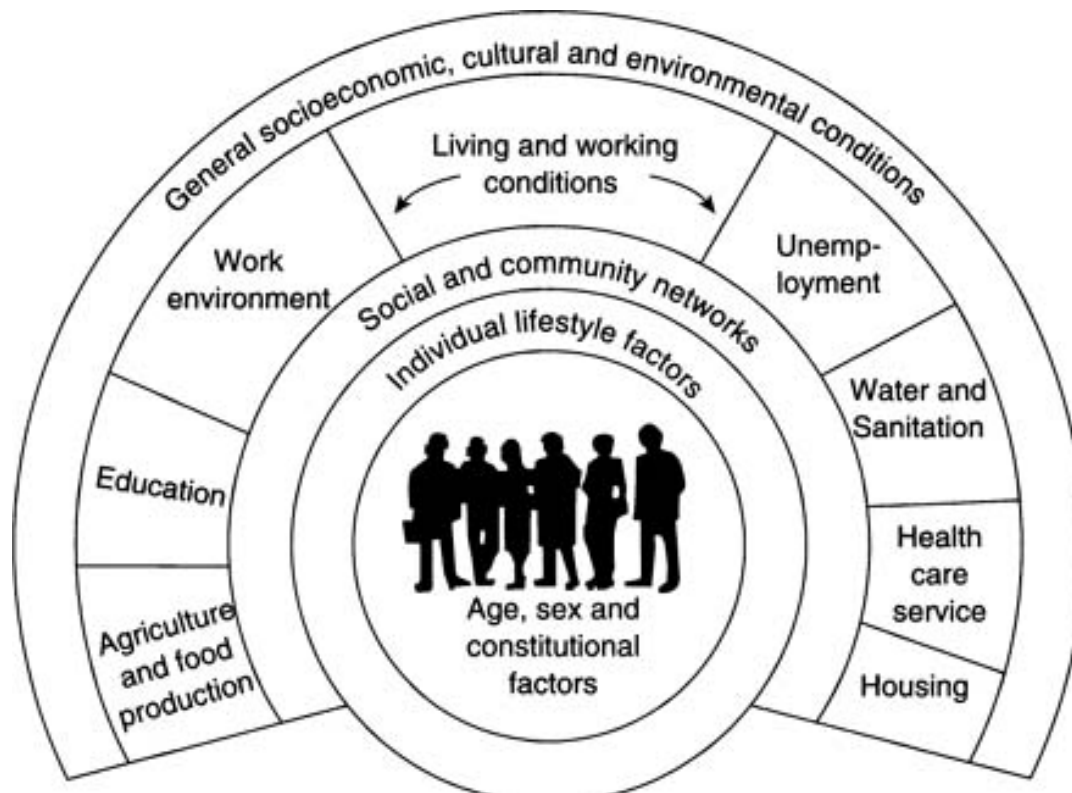 General socioeconomic, cultural and environmental conditions
Living and working
conditions
Work
environment
Unemp-
loyment
Social and community networks
Individual lifestyle factors
Education
Water and
Sanitation
Agriculture
and food
production
Health
care
service
Housing
Age, sex and
constitutional
factors